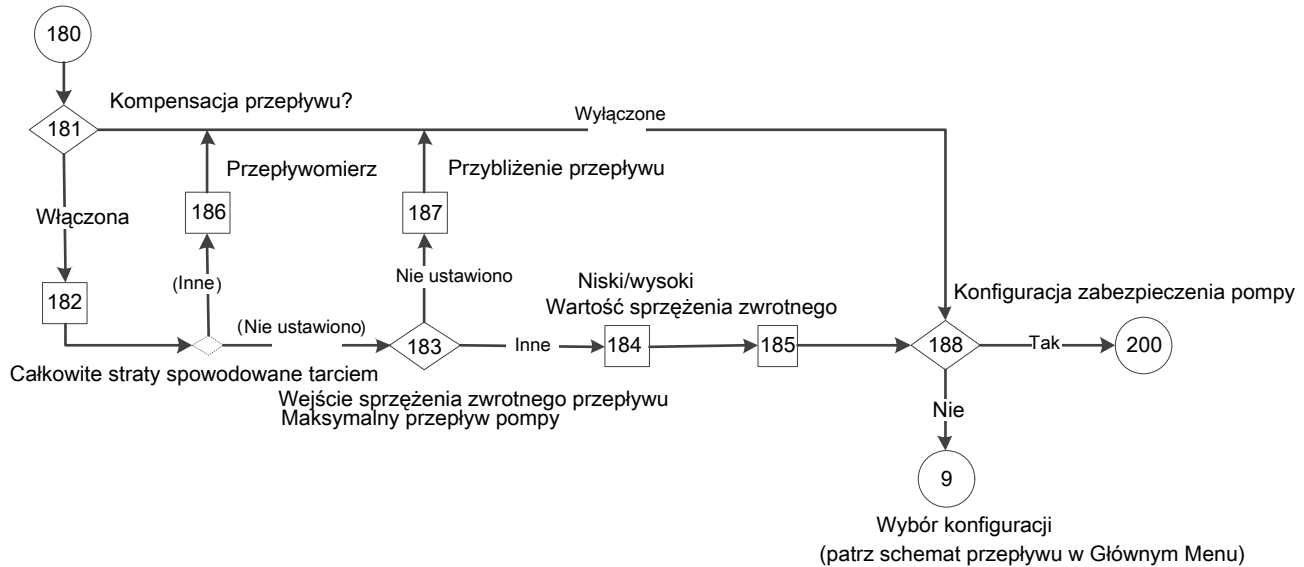 180
Kompensacja przepływu?
Wyłączone
181
Przepływomierz
Przybliżenie przepływu
186
187
Włączona
(Inne)
Nie ustawiono
Niski/wysoki
182
Konfiguracja zabezpieczenia pompy
Wartość sprzężenia zwrotnego
(Nie ustawiono)
183
Inne
184
185
188
Tak
200
Całkowite straty spowodowane tarciem
Wejście sprzężenia zwrotnego przepływu
Maksymalny przepływ pompy
Nie
9
Wybór konfiguracji
(patrz schemat przepływu w Głównym Menu)